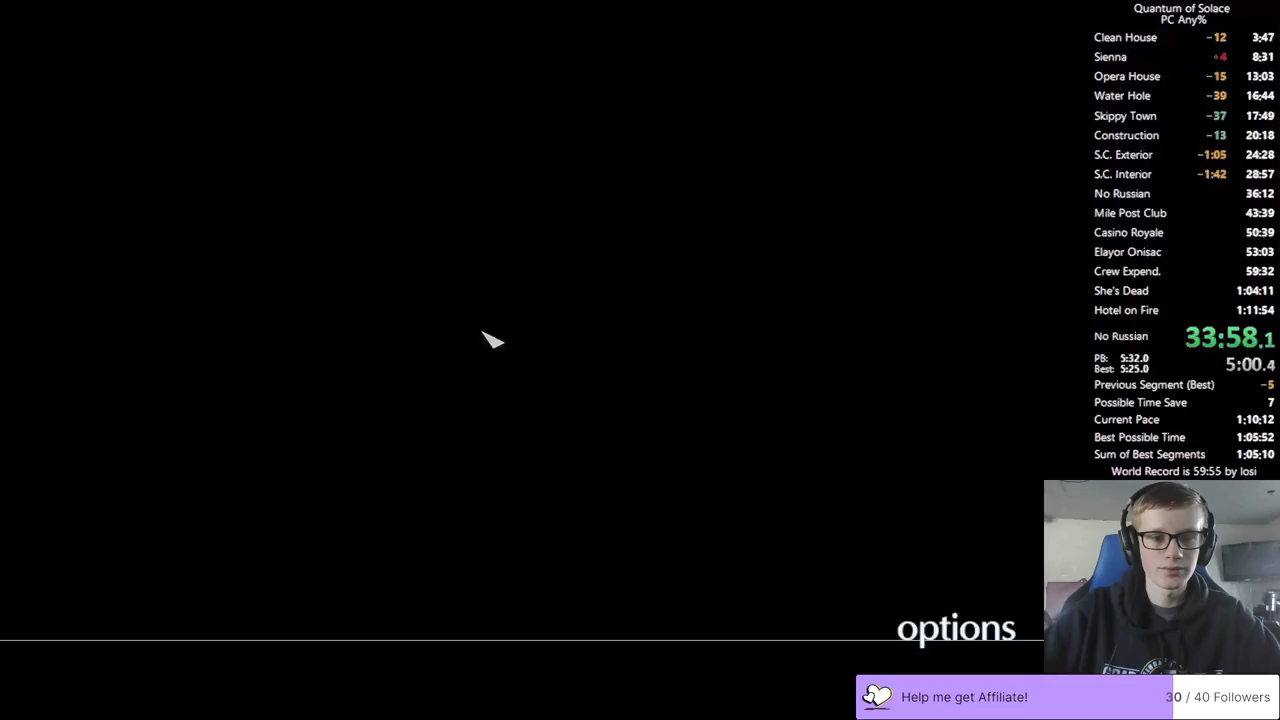 Quantum of Solace
PC Any%
Clean House -12 3:47
Sienna +4 8:31
Opera House -15 13:03
Water Hole -39 16:44
Skippy Town -37 17:49
Construction -13 20:18
S.C. Exterior -1:05 24:28
S.C. Interior -1:42 28:57
No Russian 36:12
Mile Post Club 43:39
Casino Royale 50:39
Elayor Onisac 53:03
Crew Expend. 59:32
She's Dead 1:04:11
Hotel on Fire 1:11:54
No Russian 33:58.1
PB: 5:32.0
Best: 5:25.0 5:00.4
Previous Segment (Best) -5
Possible Time Save 7
Current Pace 1:10:12
Best Possible Time 1:05:52
Sum of Best Segments 1:05:10
World Record is 59:55 by losi
options
Help me get Affiliate! 30 / 40 Followers